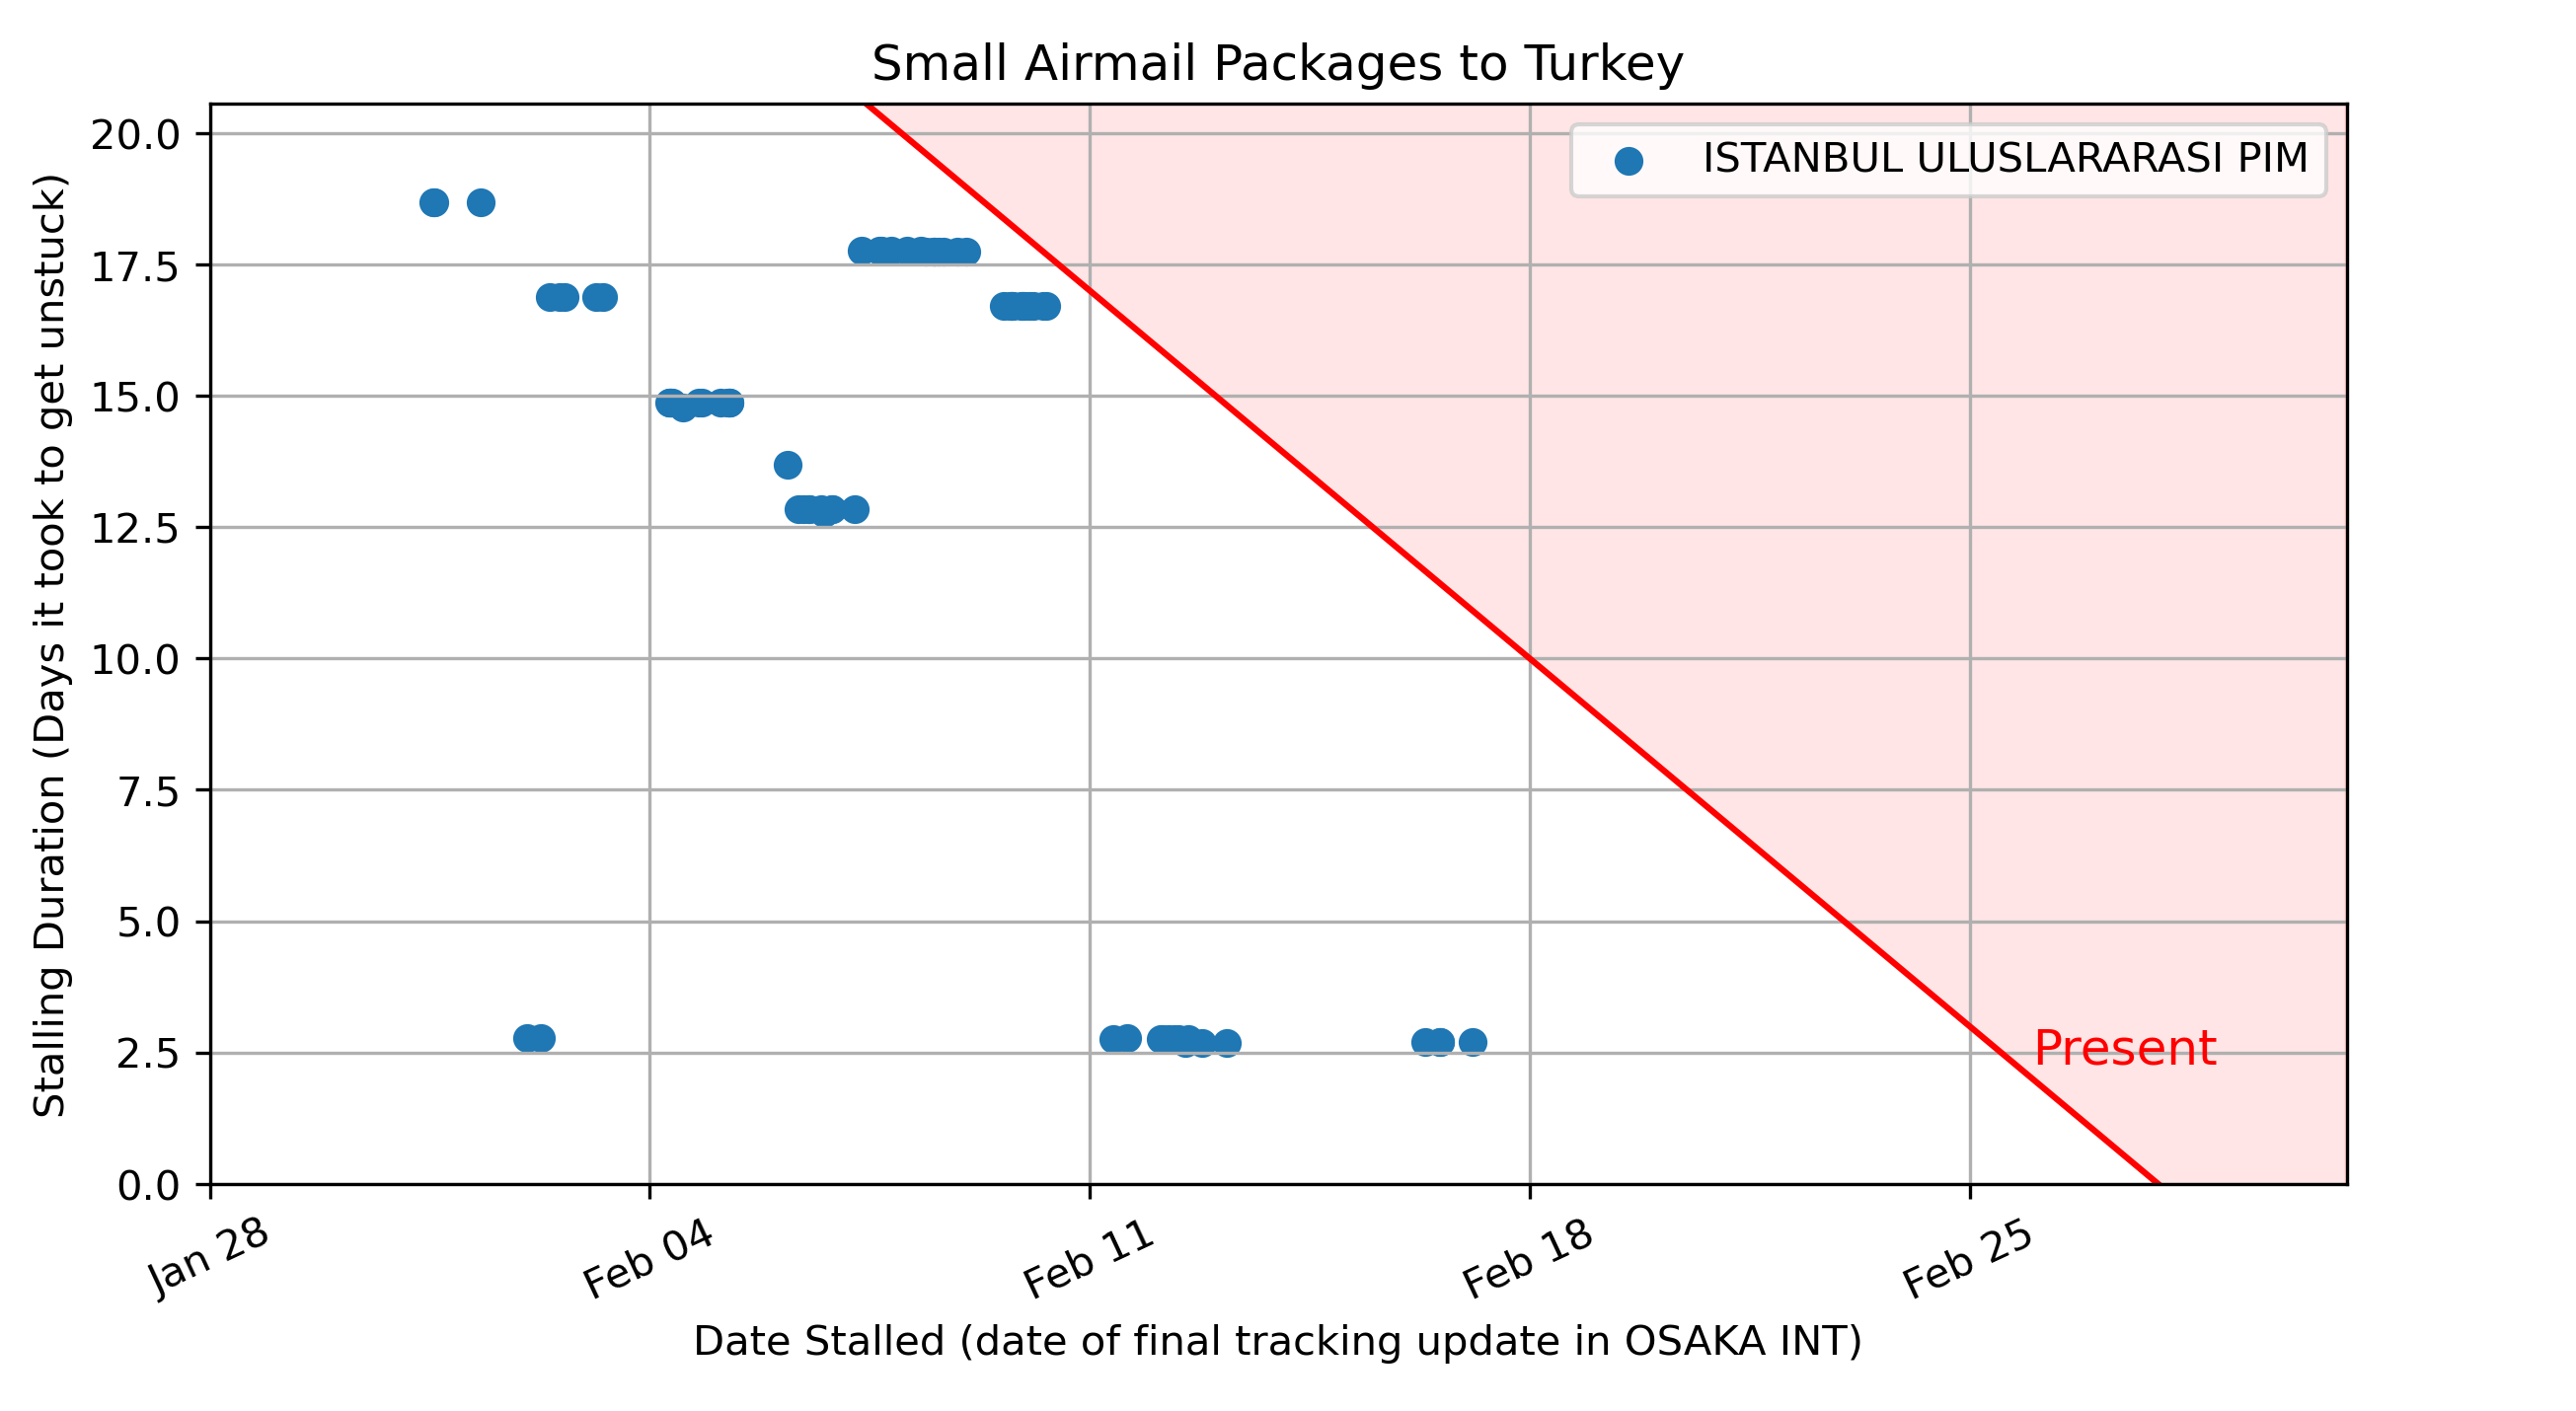 Small Airmail Packages to Turkey
ISTANBUL ULUSLARARASI PIM
Stalling Duration (Days it took to get unstuck)
20.0
17.5
15.0
12.5
10.0
7.5
5.0
2.5
0.0
Present
Jan 28
Feb 04
Feb 11
Feb 18
Feb 25
Date Stalled (date of final tracking update in OSAKA INT)